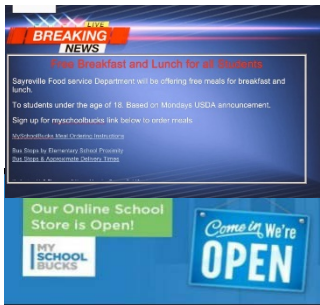 LIVE
BREAKING
NEWS
Free Breakfast and Lunch for all Students
Sayreville Food service Department will be offering free meals for breakfast and
lunch.
To students under the age of 18. Based on Mondays USDA announcement.
Sign up for myschoolbucks link below to order meals
MySchoolBucks Meal Ordering Instructions
Bus Stops by Elementary School Proximity
Bus Stops & Approximate Delivery Times
Our Online School
Store is Open!
MY
SCHOOL
BUCKS
Come in We're
OPEN